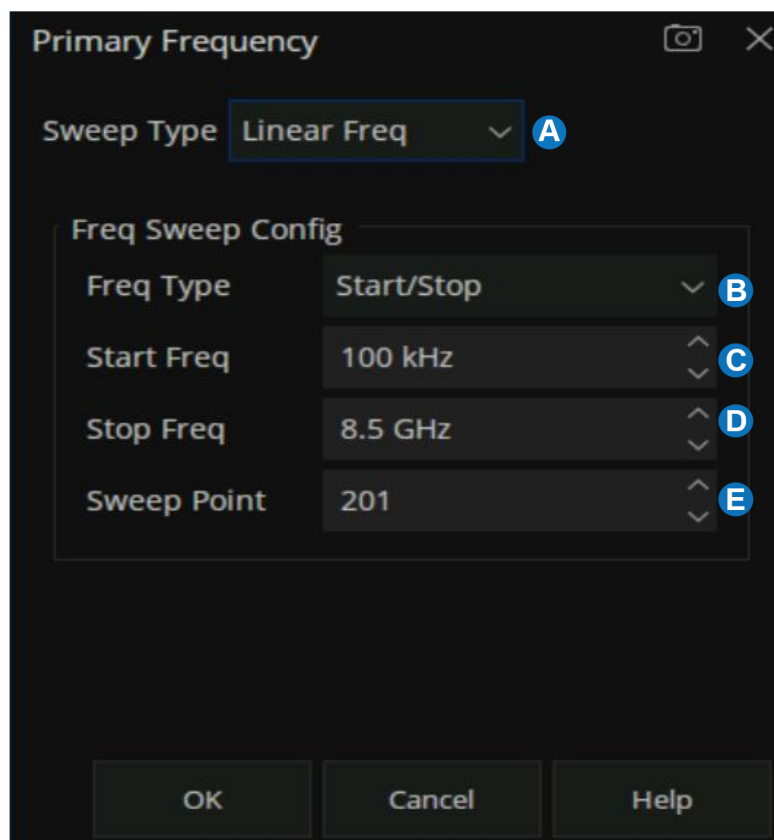 Primary Frequency
Sweep Type Linear Freq A
Freq Sweep Config
Freq Type Start/Stop B
Start Freq 100 kHz C
Stop Freq 8.5 GHz D
Sweep Point 201 E
OK Cancel Help